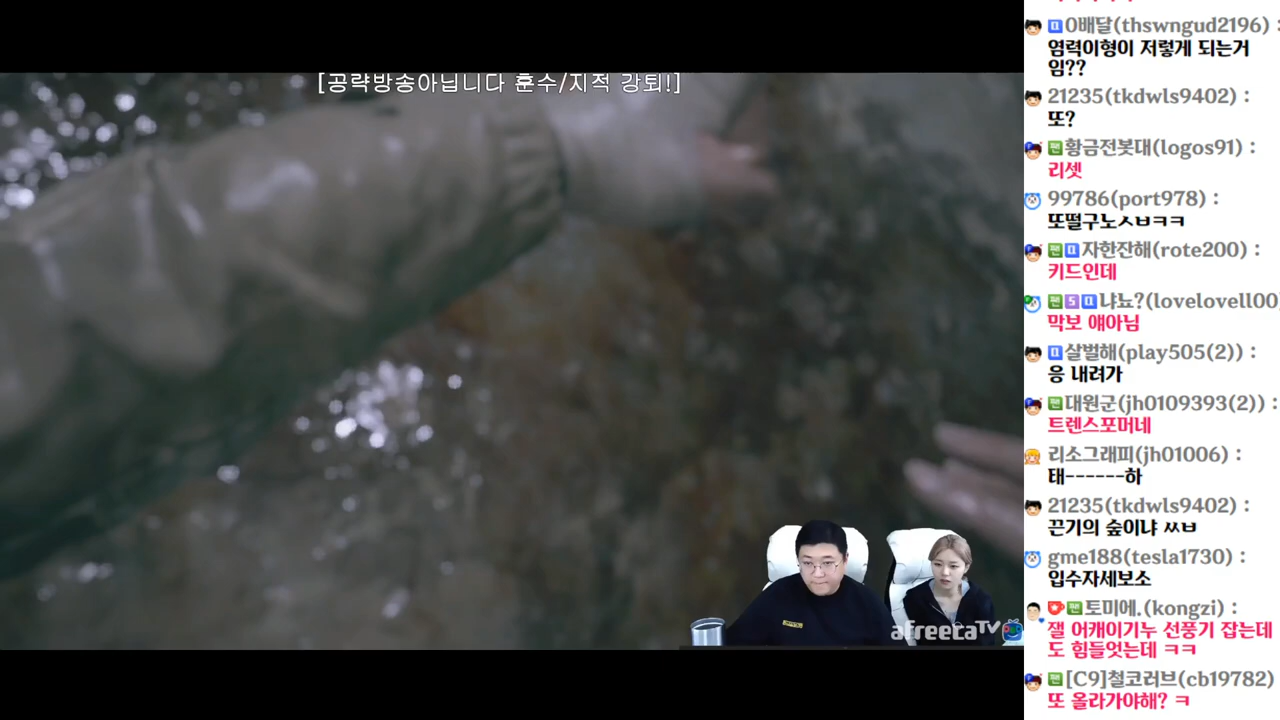 [공략방송아닙니다 훈수/지적 강퇴!]
0배달(thswngud2196) :
염력이형이 저렇게 되는거
임??
21235(tkdwls9402) :
또?
팬 황금전봇대(logos91) :
리셋
99786(port978) :
또떨구노ㅅㅂㅋㅋ
팬 자한잔해(rote200) :
키드인데
팬 5 냐뇨?(lovelovell00)
막보 얘아님
살벌해(play505(2)) :
응 내려가
팬 대원군(jh0109393(2)) :
트렌스포머네
리소그래피(jh01006) :
태------하
21235(tkdwls9402) :
끈기의 숲이냐 ㅆㅂ
gme188(tesla1730) :
입수자세보소
팬 토미에.(kongzi) :
잴 어캐이기누 선풍기 잡는데
도 힘들엇는데 ㅋㅋ
팬 [C9]철코러브(cb19782)
또 올라가야해? ㅋ
afreecaTV